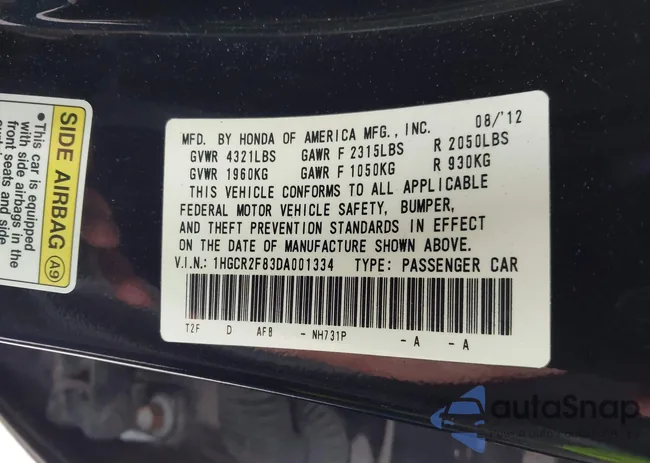 SIDE AIRBAG A9
•This car is equipped
with side airbags in the
front seats and side
MFD. BY HONDA OF AMERICA MFG., INC. 08/'12
GVWR 4321LBS GAWR F 2315LBS R 2050LBS
GVWR 1960KG GAWR F 1050KG R 930KG
THIS VEHICLE CONFORMS TO ALL APPLICABLE
FEDERAL MOTOR VEHICLE SAFETY, BUMPER,
AND THEFT PREVENTION STANDARDS IN EFFECT
ON THE DATE OF MANUFACTURE SHOWN ABOVE.
V.I.N.: 1HGCR2F83DA001334 TYPE: PASSENGER CAR
T2F D AF8 - NH731P - A - A
autaSnap